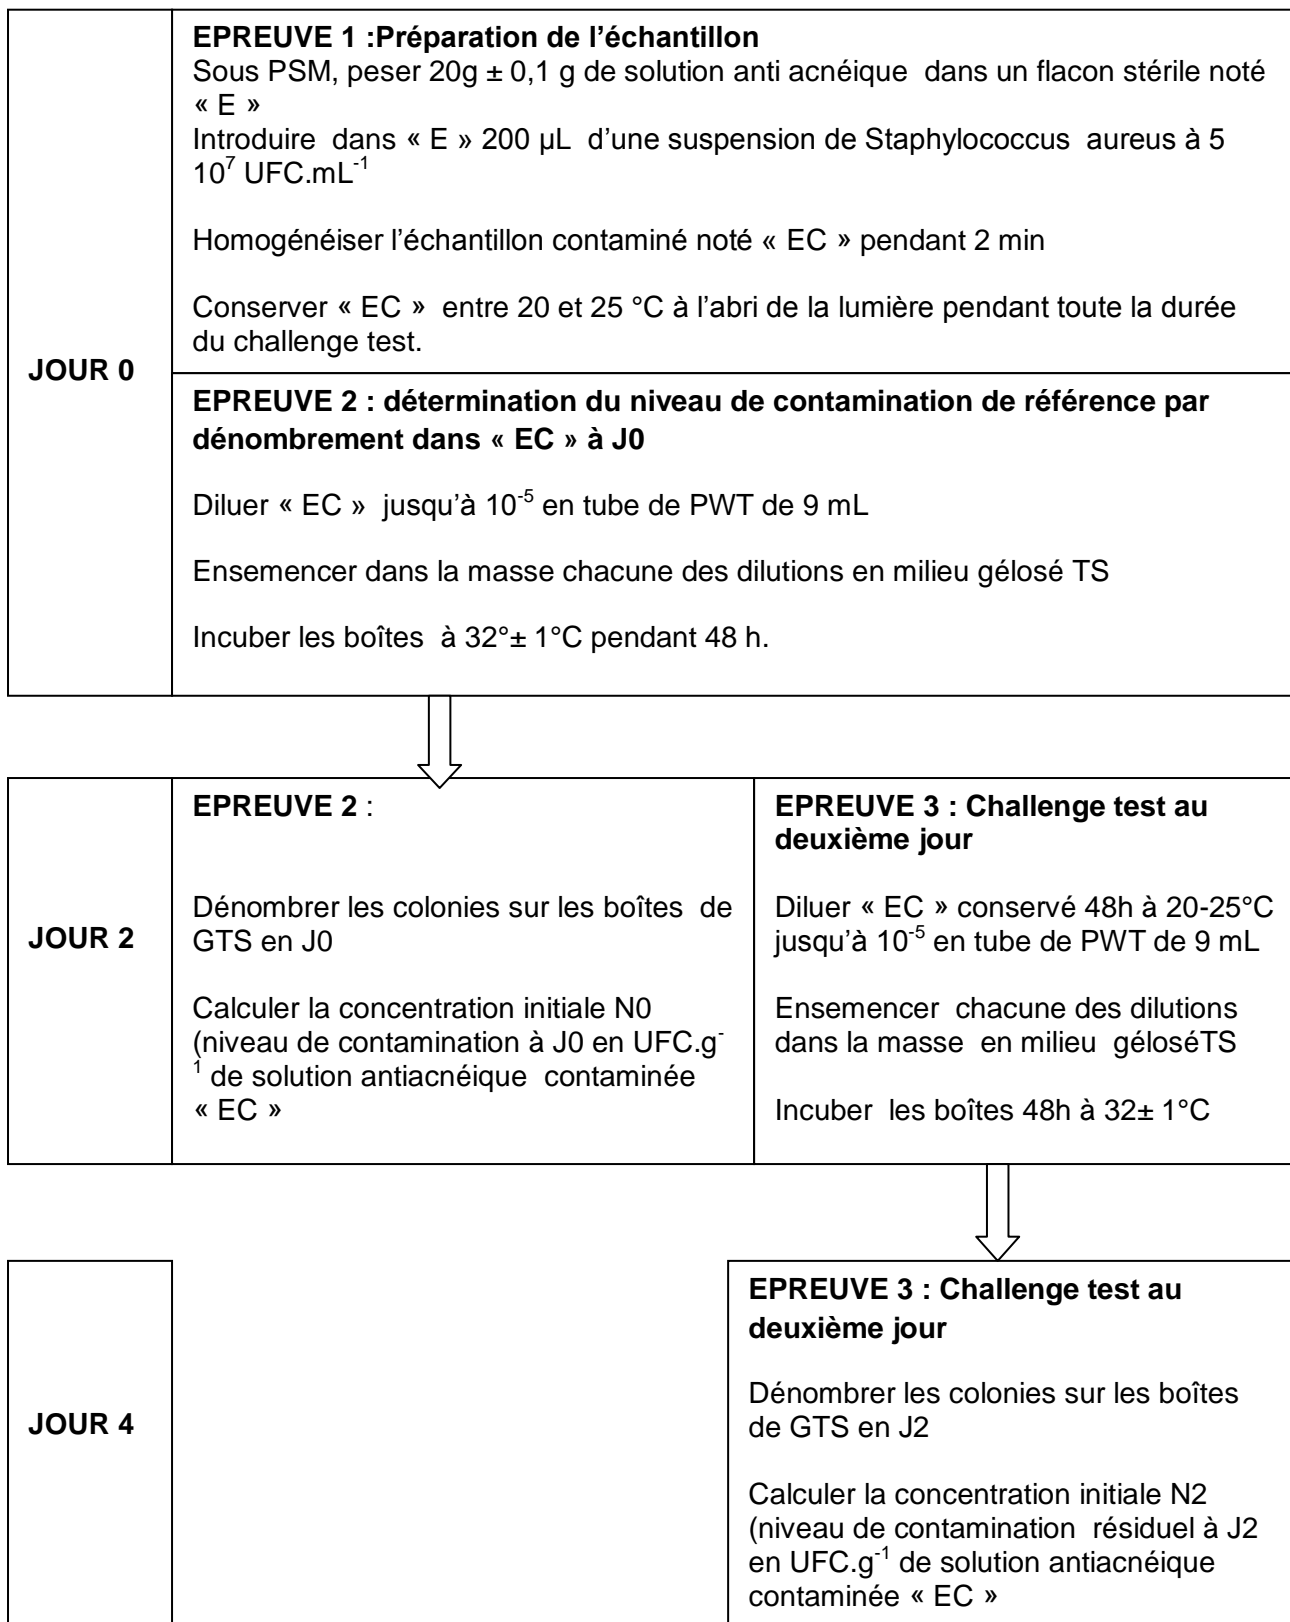 JOUR 0
EPREUVE 1 :Préparation de l’échantillon
Sous PSM, peser 20g ± 0,1 g de solution anti acnéique dans un flacon stérile noté
« E »
Introduire dans « E » 200 µL d’une suspension de Staphylococcus aureus à 5
10⁷ UFC.mL⁻¹
Homogénéiser l’échantillon contaminé noté « EC » pendant 2 min
Conserver « EC » entre 20 et 25 °C à l’abri de la lumière pendant toute la durée
du challenge test.
EPREUVE 2 : détermination du niveau de contamination de référence par
dénombrement dans « EC » à J0
Diluer « EC » jusqu’à 10⁻⁵ en tube de PWT de 9 mL
Ensemencer dans la masse chacune des dilutions en milieu gélosé TS
Incuber les boîtes à 32°± 1°C pendant 48 h.
JOUR 2
EPREUVE 2 :
Dénombrer les colonies sur les boîtes de
GTS en J0
Calculer la concentration initiale N0
(niveau de contamination à J0 en UFC.g⁻
¹ de solution antiacnéique contaminée
« EC »
EPREUVE 3 : Challenge test au
deuxième jour
Diluer « EC » conservé 48h à 20-25°C
jusqu’à 10⁻⁵ en tube de PWT de 9 mL
Ensemencer chacune des dilutions
dans la masse en milieu géloséTS
Incuber les boîtes 48h à 32± 1°C
JOUR 4
EPREUVE 3 : Challenge test au
deuxième jour
Dénombrer les colonies sur les boîtes
de GTS en J2
Calculer la concentration initiale N2
(niveau de contamination résiduel à J2
en UFC.g⁻¹ de solution antiacnéique
contaminée « EC »